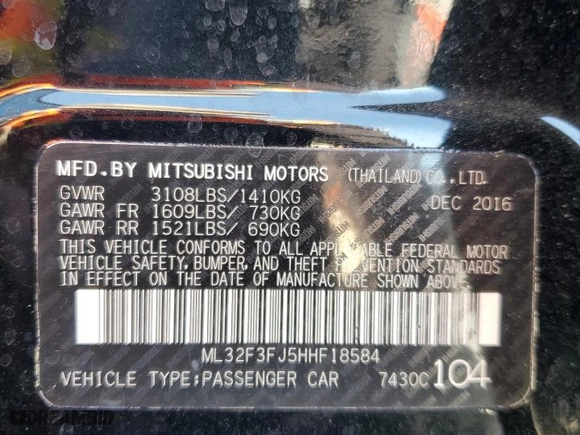 MFD.BY MITSUBISHI MOTORS (THAILAND)CO.,LTD.
GVWR 3108LBS/1410KG
GAWR FR 1609LBS/ 730KG DEC 2016
GAWR RR 1521LBS/ 690KG
THIS VEHICLE CONFORMS TO ALL APPLICABLE FEDERAL MOTOR
VEHICLE SAFETY, BUMPER, AND THEFT PREVENTION STANDARDS
IN EFFECT ON THE DATE OF MANUFACTURE SHOWN ABOVE.
ML32F3FJ5HHF18584
VEHICLE TYPE:PASSENGER CAR 7430C 104
DREAMBID